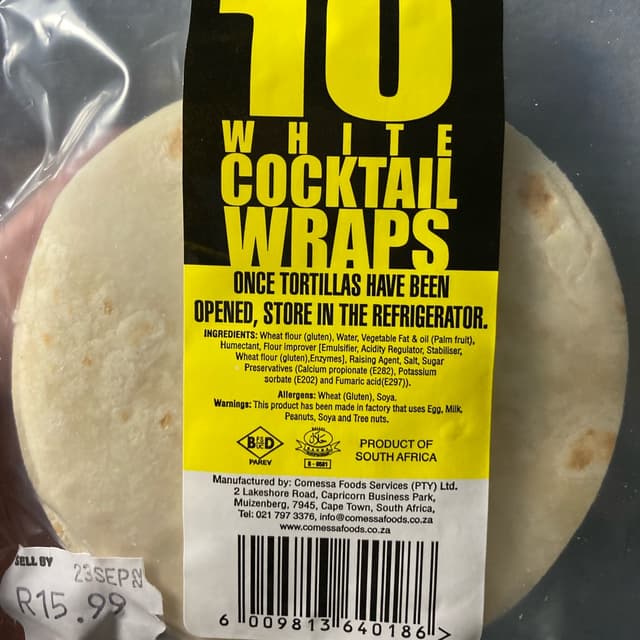 10
WHITE
COCKTAIL
WRAPS
ONCE TORTILLAS HAVE BEEN
OPENED, STORE IN THE REFRIGERATOR.
INGREDIENTS: Wheat flour (gluten), Water, Vegetable Fat & oil (Palm fruit),
Humectant, Flour improver [Emulsifier, Acidity Regulator, Stabiliser,
Wheat flour (gluten),Enzymes], Raising Agent, Salt, Sugar
Preservatives (Calcium propionate (E282), Potassium
sorbate (E202) and Fumaric acid(E297)).
Allergens: Wheat (Gluten), Soya.
Warnings: This product has been made in factory that uses Egg, Milk,
Peanuts, Soya and Tree nuts.
B D
PAREV
PRODUCT OF
SOUTH AFRICA
Manufactured by: Comessa Foods Services (PTY) Ltd.
2 Lakeshore Road, Capricorn Business Park,
Muizenberg, 7945, Cape Town, South Africa,
Tel: 021 797 3376, info@comessafoods.co.za
www.comessafoods.co.za
6 009813 640186 >
SELL BY
23SEP
R15.99